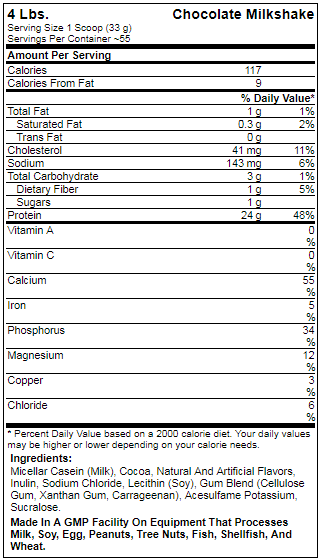 4 Lbs. Chocolate Milkshake
Serving Size 1 Scoop (33 g)
Servings Per Container ~55
Amount Per Serving
Calories 117
Calories From Fat 9
% Daily Value*
Total Fat 1 g 1%
Saturated Fat 0.3 g 2%
Trans Fat 0 g
Cholesterol 41 mg 11%
Sodium 143 mg 6%
Total Carbohydrate 3 g 1%
Dietary Fiber 1 g 5%
Sugars 1 g
Protein 24 g 48%
Vitamin A 0
%
Vitamin C 0
%
Calcium 55
%
Iron 5
%
Phosphorus 34
%
Magnesium 12
%
Copper 3
%
Chloride 6
%
* Percent Daily Value based on a 2000 calorie diet. Your daily values
may be higher or lower depending on your calorie needs.
Ingredients:
Micellar Casein (Milk), Cocoa, Natural And Artificial Flavors,
Inulin, Sodium Chloride, Lecithin (Soy), Gum Blend (Cellulose
Gum, Xanthan Gum, Carrageenan), Acesulfame Potassium,
Sucralose.
Made In A GMP Facility On Equipment That Processes
Milk, Soy, Egg, Peanuts, Tree Nuts, Fish, Shellfish, And
Wheat.